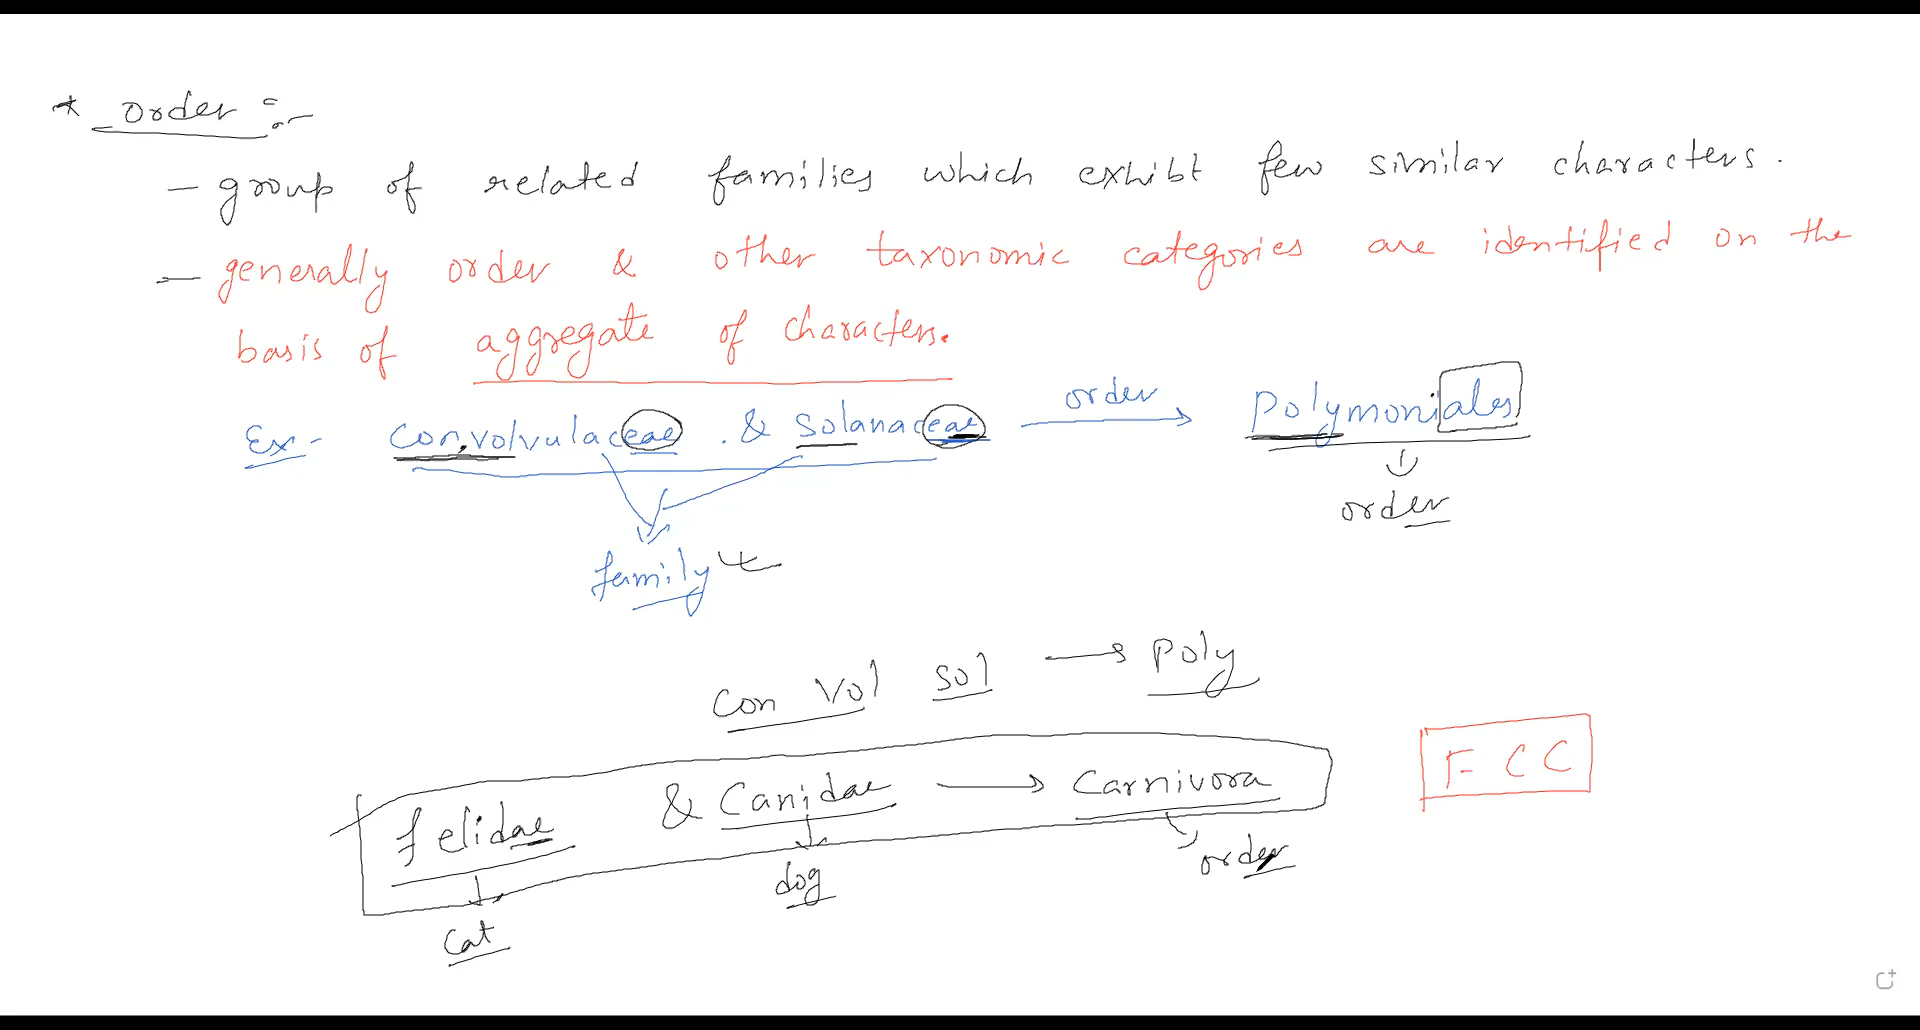 * order :-
- group of related families which exhibt few similar characters.
- generally order & other taxonomic categories are identified on the
basis of aggregate of characters.
Ex- Convolvulaceae . & Solanaceae order → Polymoniales
order
family
Con Vol Sol → Poly
felidae & Canidae → Carnivora
F C C
cat
dog
order